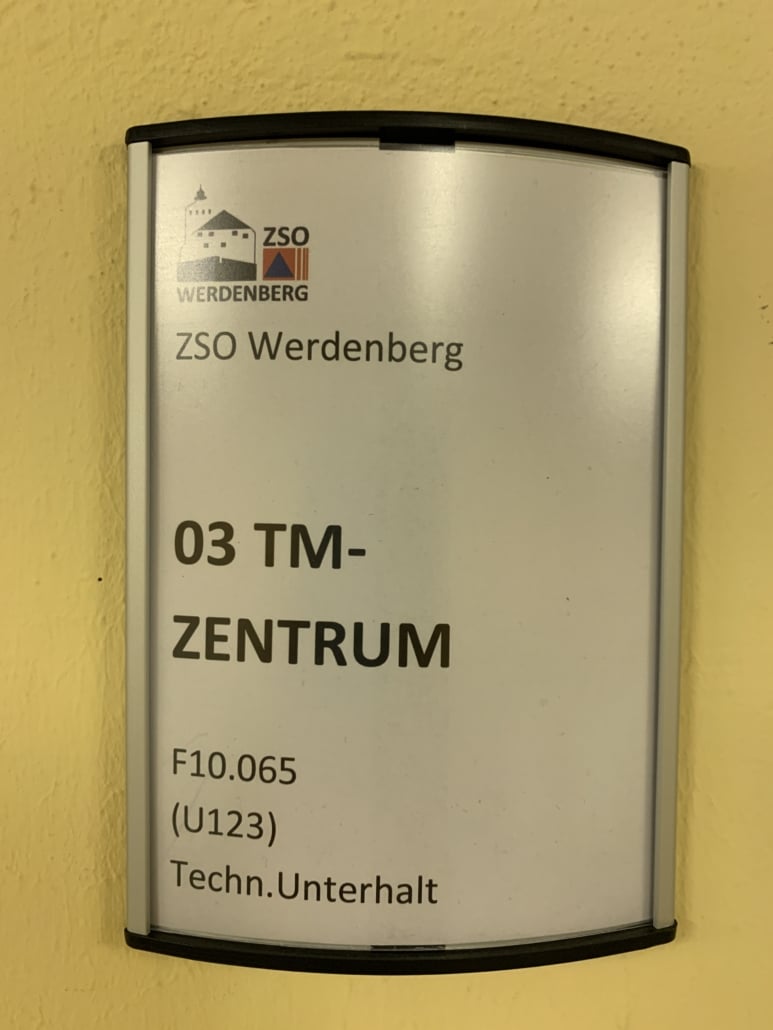 ZSO
WERDENBERG
ZSO Werdenberg
03 TM-
ZENTRUM
F10.065
(U123)
Techn.Unterhalt